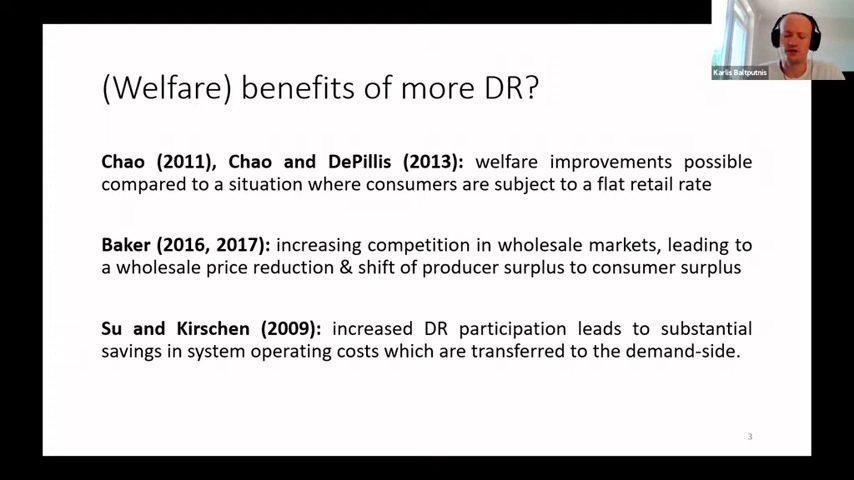 Karlis Baltputnis
(Welfare) benefits of more DR?
Chao (2011), Chao and DePillis (2013): welfare improvements possible
compared to a situation where consumers are subject to a flat retail rate
Baker (2016, 2017): increasing competition in wholesale markets, leading to
a wholesale price reduction & shift of producer surplus to consumer surplus
Su and Kirschen (2009): increased DR participation leads to substantial
savings in system operating costs which are transferred to the demand-side.
3